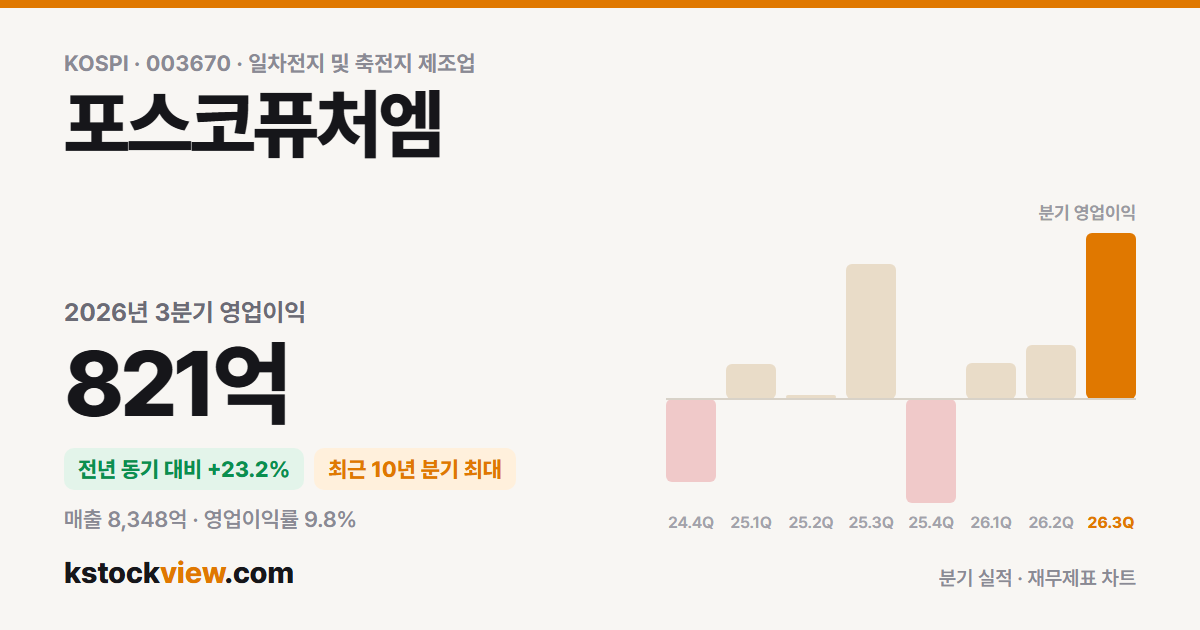 KOSPI · 003670 · 일차전지 및 축전지 제조업
포스코퓨처엠
분기 영업이익
2026년 3분기 영업이익
821억
전년 동기 대비 +23.2%
최근 10년 분기 최대
매출 8,348억 · 영업이익률 9.8%
24.4Q 25.1Q 25.2Q 25.3Q 25.4Q 26.1Q 26.2Q 26.3Q
kstockview.com
분기 실적 · 재무제표 차트